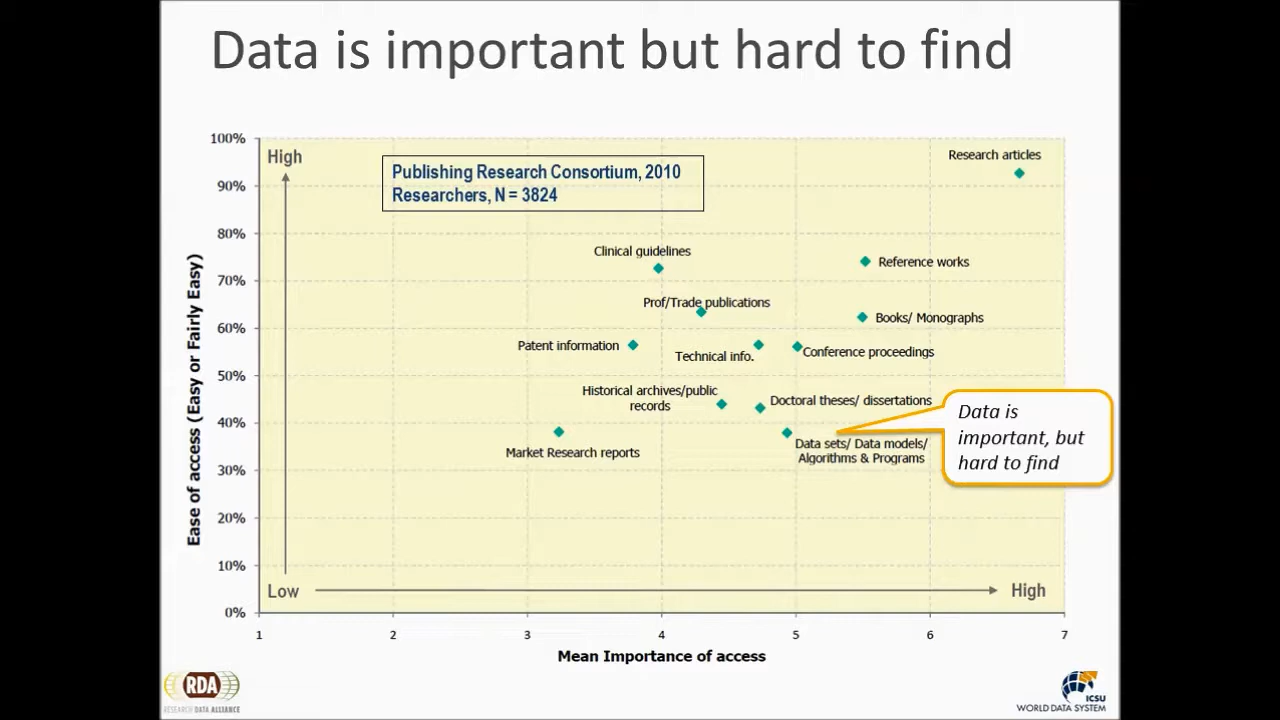 Data is important but hard to find
100%
90%
80%
70%
60%
50%
40%
30%
20%
10%
0%
Ease of access (Easy or Fairly Easy)
High
Publishing Research Consortium, 2010
Researchers, N = 3824
Research articles
Clinical guidelines
Reference works
Prof/Trade publications
Books/ Monographs
Patent information
Technical info.
Conference proceedings
Historical archives/public
records
Doctoral theses/ dissertations
Market Research reports
Data sets/ Data models/
Algorithms & Programs
Data is
important, but
hard to find
Low
High
1
2
3
4
5
6
7
Mean Importance of access
RDA
RESEARCH DATA ALLIANCE
ICSU
WORLD DATA SYSTEM